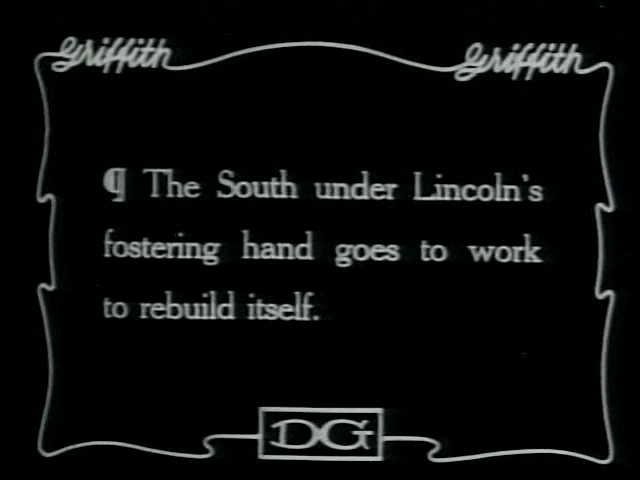 Griffith Griffith
¶ The South under Lincoln's
fostering hand goes to work
to rebuild itself.
DG